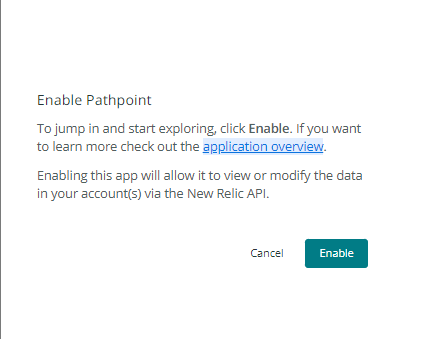 Enable Pathpoint
To jump in and start exploring, click Enable. If you want
to learn more check out the application overview.
Enabling this app will allow it to view or modify the data
in your account(s) via the New Relic API.
Cancel
Enable